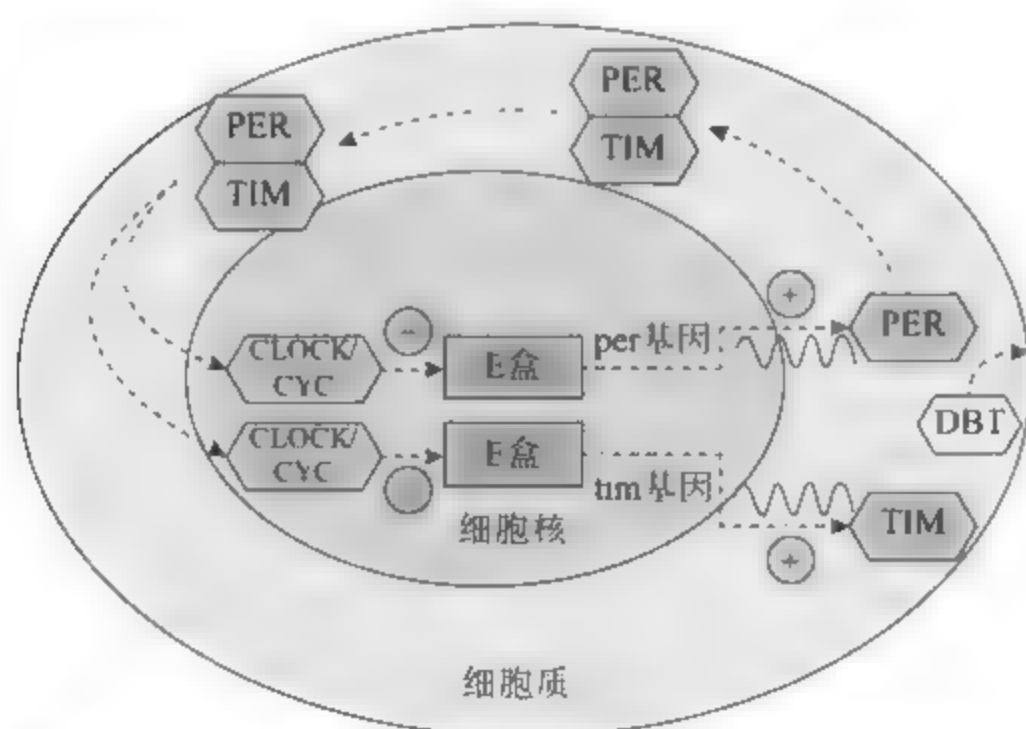 PER
TIM
PER
TIM
+
PER
CLOCK/
CYC
-
E盒
per基因
DBT
CLOCK/
CYC
E盒
tim基因
TIM
+
细胞核
细胞质